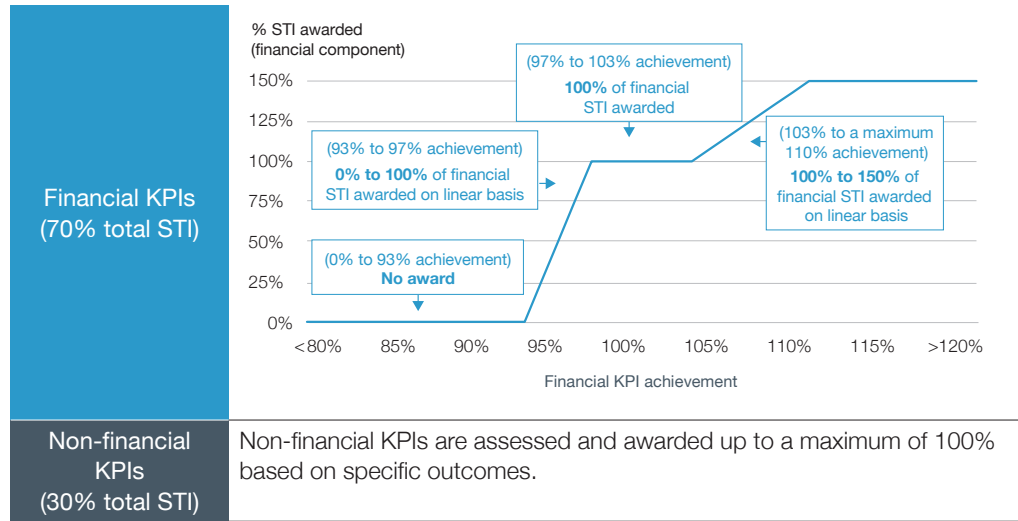 Financial KPIs
(70% total STI)
% STI awarded
(financial component)
150%
125%
100%
75%
50%
25%
0%
(97% to 103% achievement)
100% of financial
STI awarded
(93% to 97% achievement)
0% to 100% of financial
STI awarded on linear basis
(103% to a maximum
110% achievement)
100% to 150% of
financial STI awarded
on linear basis
(0% to 93% achievement)
No award
<80% 85% 90% 95% 100% 105% 110% 115% >120%
Financial KPI achievement
Non-financial
KPIs
(30% total STI)
Non-financial KPIs are assessed and awarded up to a maximum of 100%
based on specific outcomes.